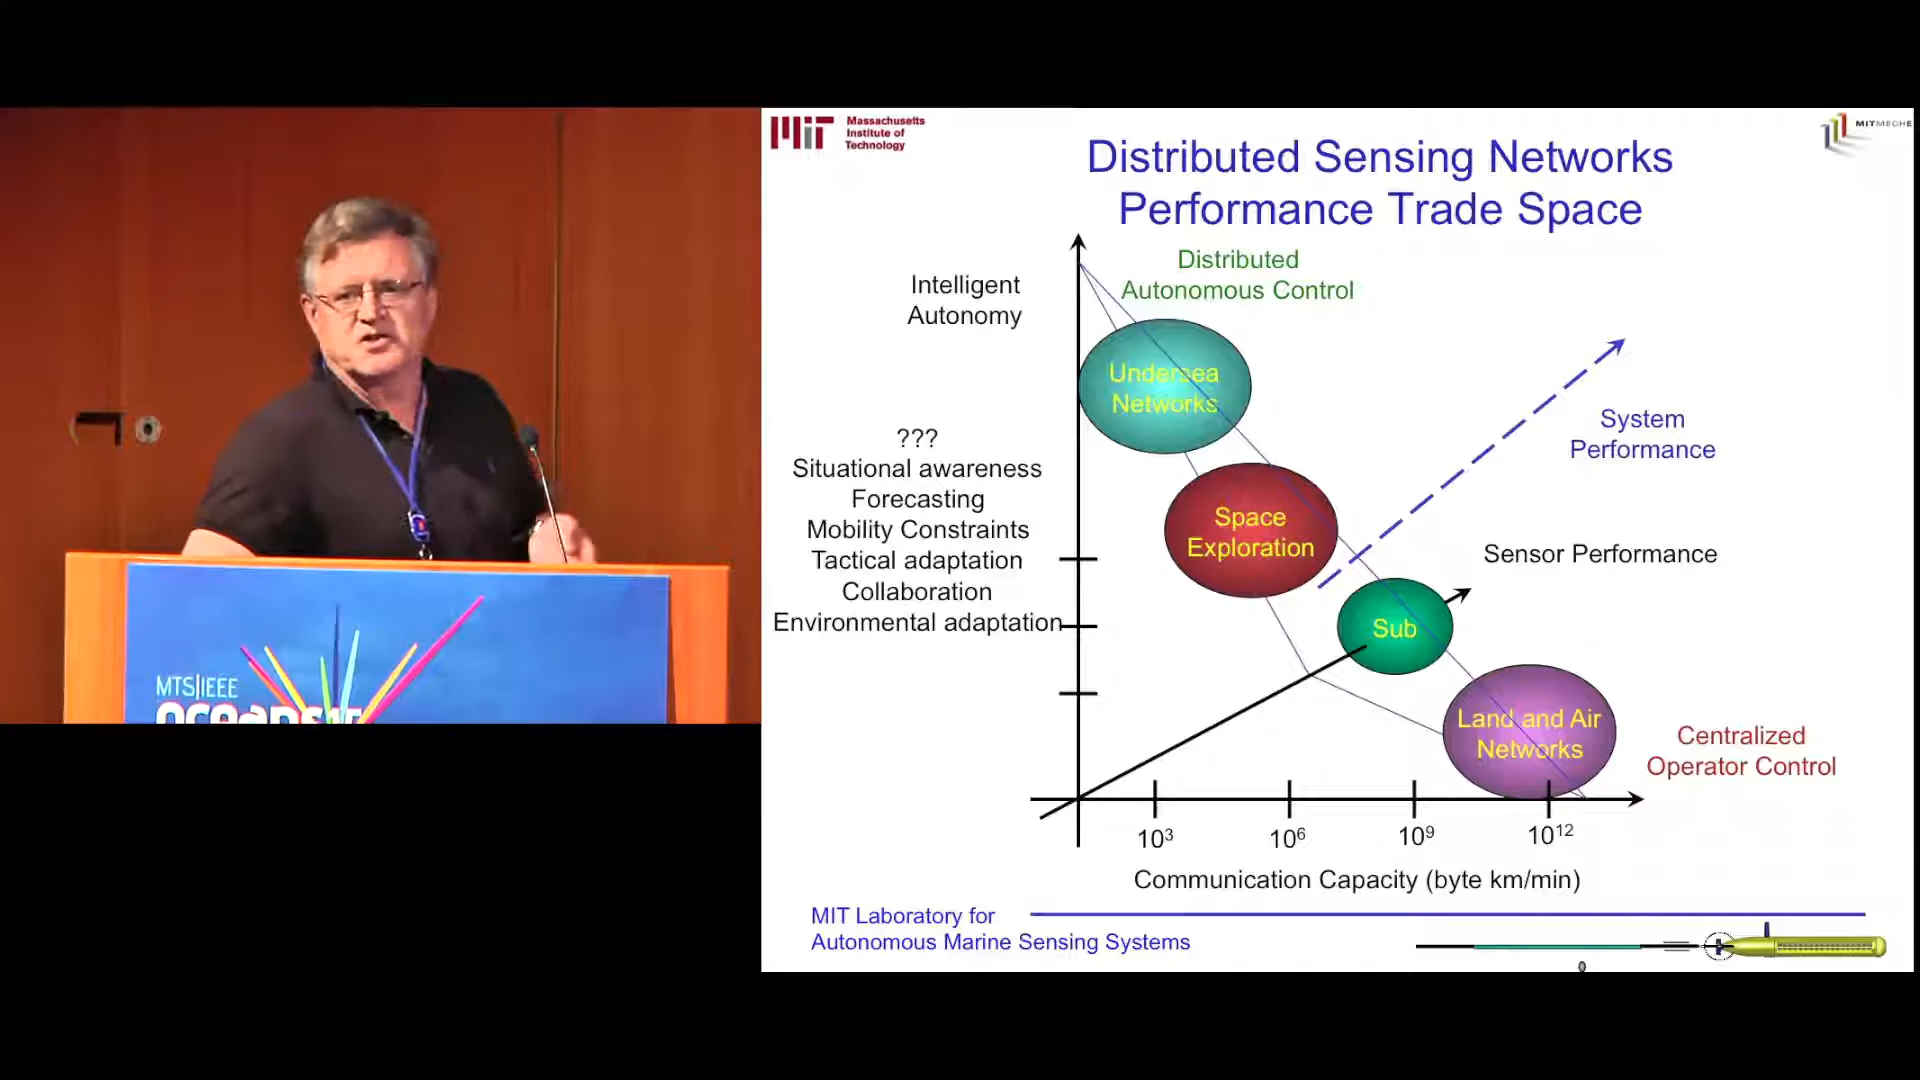 Massachusetts
Institute of
Technology
MITMECHE
Distributed Sensing Networks
Performance Trade Space
Distributed
Autonomous Control
Intelligent
Autonomy
Undersea
Networks
System
Performance
???
Situational awareness
Forecasting
Mobility Constraints
Tactical adaptation
Collaboration
Environmental adaptation
Space
Exploration
Sensor Performance
Sub
Land and Air
Networks
Centralized
Operator Control
10³
10⁶
10⁹
10¹²
Communication Capacity (byte km/min)
MIT Laboratory for
Autonomous Marine Sensing Systems
MTS|IEEE